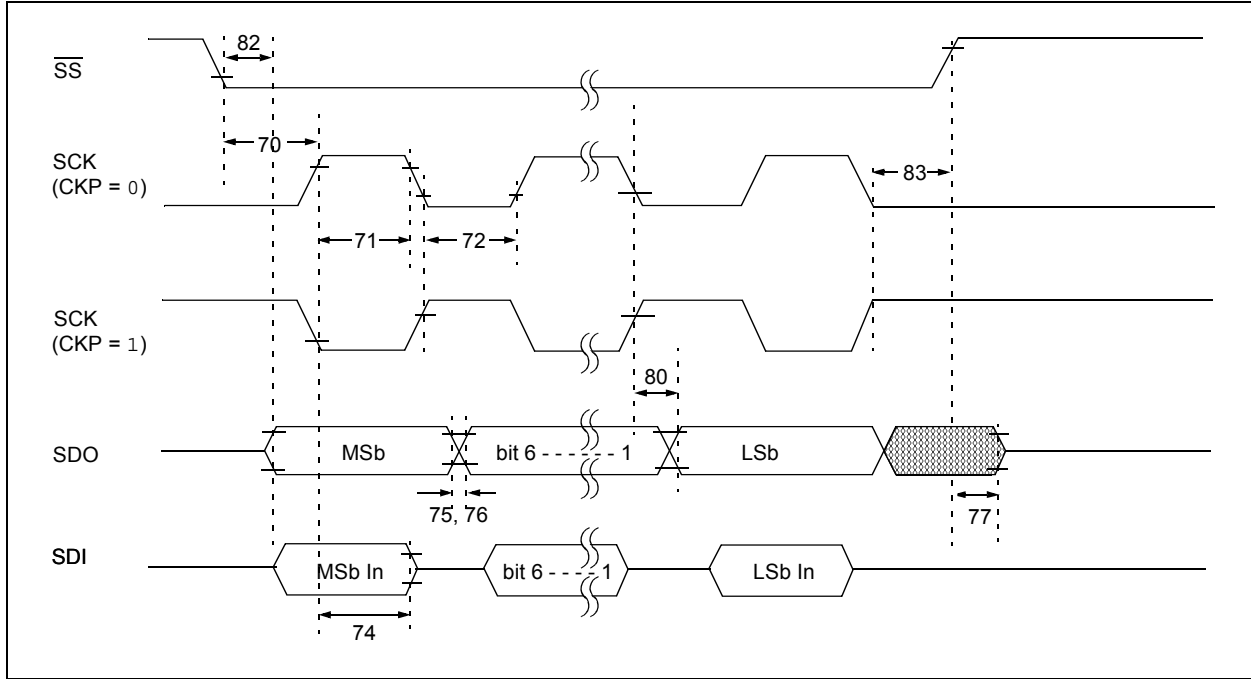 82
S̅S̅
70
SCK
(CKP = 0)
83
71
72
SCK
(CKP = 1)
80
SDO
MSb
bit 6 - - - - - - 1
LSb
75, 76
77
SDI
MSb In
bit 6 - - - - 1
LSb In
74